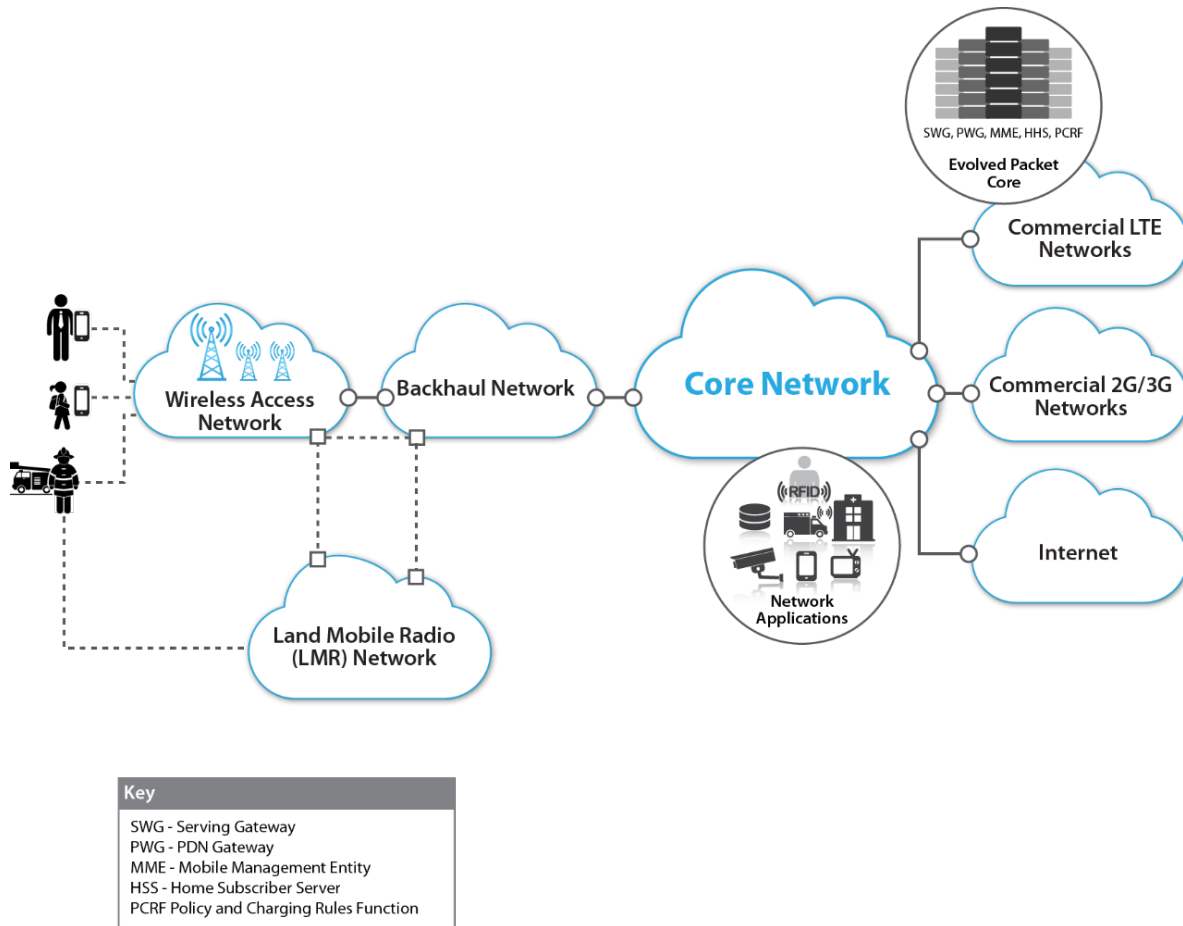 SWG, PWG, MME, HHS, PCRF
Evolved Packet
Core
Commercial LTE
Networks
Wireless Access
Network
Backhaul Network
Core Network
Commercial 2G/3G
Networks
RFID
Network
Applications
Internet
Land Mobile Radio
(LMR) Network
Key
SWG - Serving Gateway
PWG - PDN Gateway
MME - Mobile Management Entity
HSS - Home Subscriber Server
PCRF Policy and Charging Rules Function